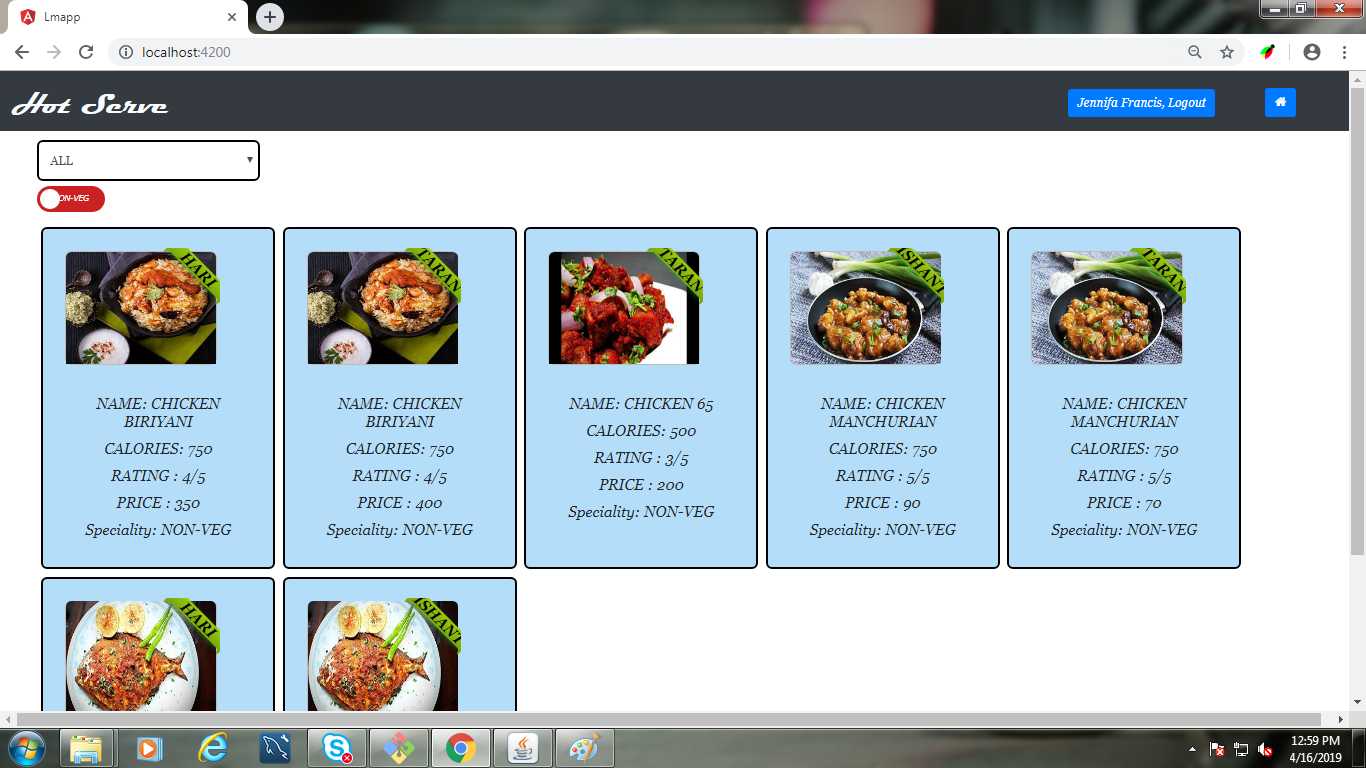 Lmapp
localhost:4200
Hot Serve
Jennifa Francis, Logout
ALL
ON-VEG
HARI
TARAN
TARAN
ISHANT
TARAN
NAME: CHICKEN
BIRIYANI
CALORIES: 750
RATING : 4/5
PRICE : 350
Speciality: NON-VEG
NAME: CHICKEN
BIRIYANI
CALORIES: 750
RATING : 4/5
PRICE : 400
Speciality: NON-VEG
NAME: CHICKEN 65
CALORIES: 500
RATING : 3/5
PRICE : 200
Speciality: NON-VEG
NAME: CHICKEN
MANCHURIAN
CALORIES: 750
RATING : 5/5
PRICE : 90
Speciality: NON-VEG
NAME: CHICKEN
MANCHURIAN
CALORIES: 750
RATING : 5/5
PRICE : 70
Speciality: NON-VEG
HARI
ISHANT
12:59 PM
4/16/2019